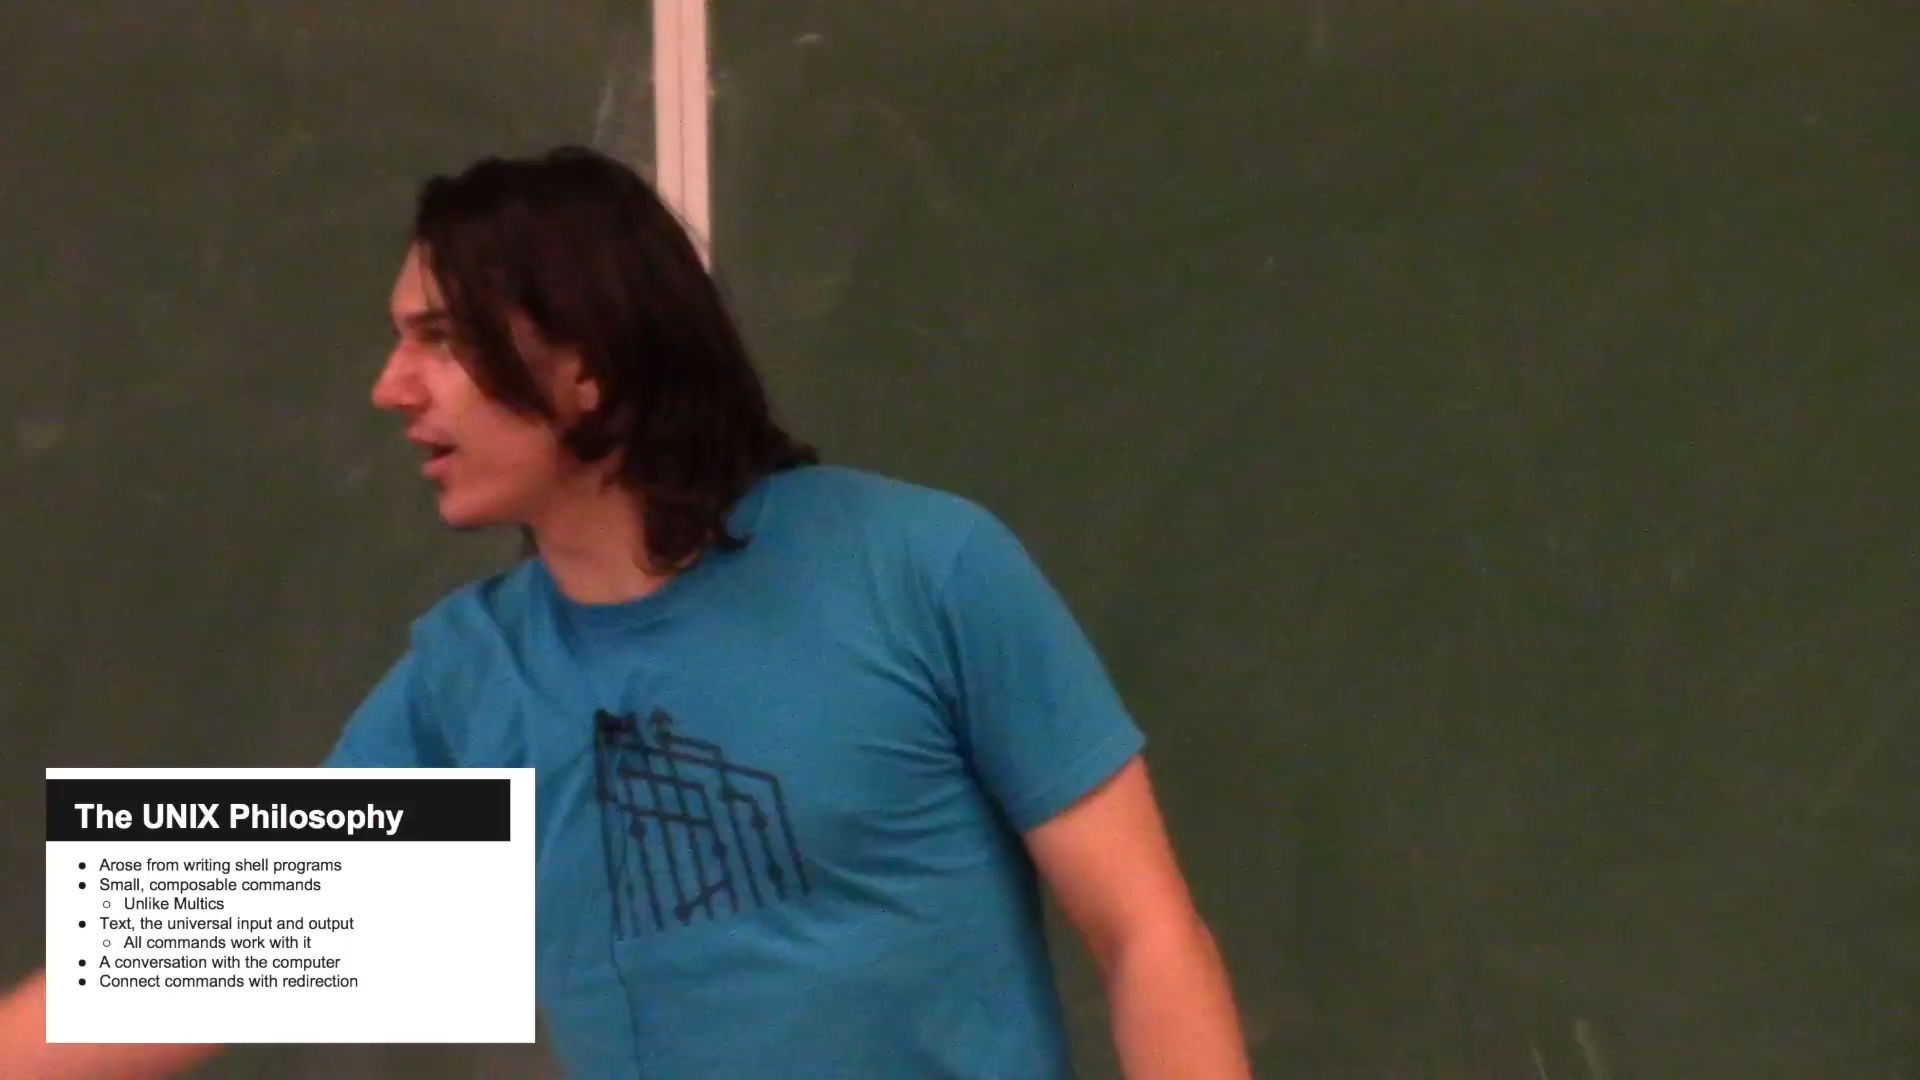 The UNIX Philosophy
● Arose from writing shell programs
● Small, composable commands
○ Unlike Multics
● Text, the universal input and output
○ All commands work with it
● A conversation with the computer
● Connect commands with redirection